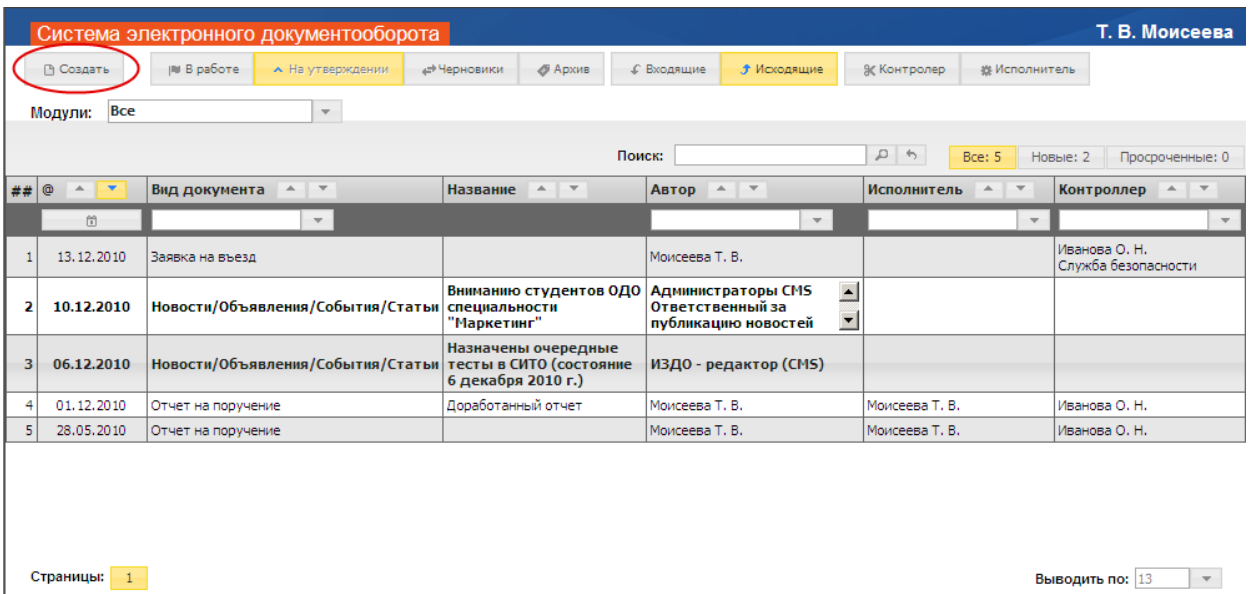 Система электронного документооборота Т. В. Моисеева
Создать В работе На утверждении Черновики Архив Входящие Исходящие Контролер Исполнитель
Модули: Все
Поиск: Все: 5 Новые: 2 Просроченные: 0
## @ Вид документа Название Автор Исполнитель Контроллер
1 13.12.2010 Заявка на въезд Моисеева Т. В. Иванова О. Н.
Служба безопасности
2 10.12.2010 Новости/Объявления/События/Статьи Вниманию студентов ОДО Администраторы CMS
специальности Ответственный за
"Маркетинг" публикацию новостей
3 06.12.2010 Новости/Объявления/События/Статьи Назначены очередные
тесты в СИТО (состояние ИЗДО - редактор (CMS)
6 декабря 2010 г.)
4 01.12.2010 Отчет на поручение Доработанный отчет Моисеева Т. В. Моисеева Т. В. Иванова О. Н.
5 28.05.2010 Отчет на поручение Моисеева Т. В. Моисеева Т. В. Иванова О. Н.
Страницы: 1 Выводить по: 13